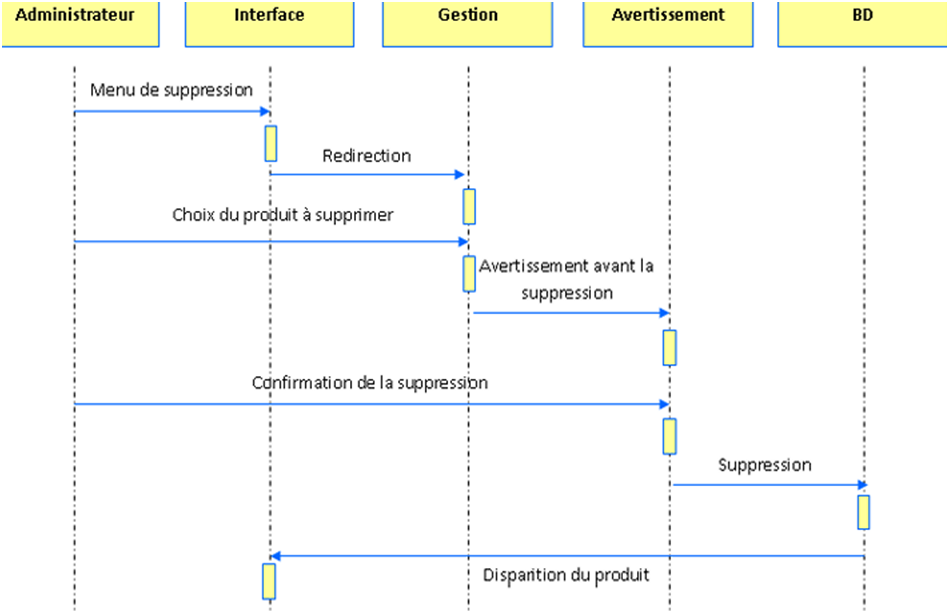 Administrateur
Interface
Gestion
Avertissement
BD
Menu de suppression
Redirection
Choix du produit à supprimer
Avertissement avant la
suppression
Confirmation de la suppression
Suppression
Disparition du produit